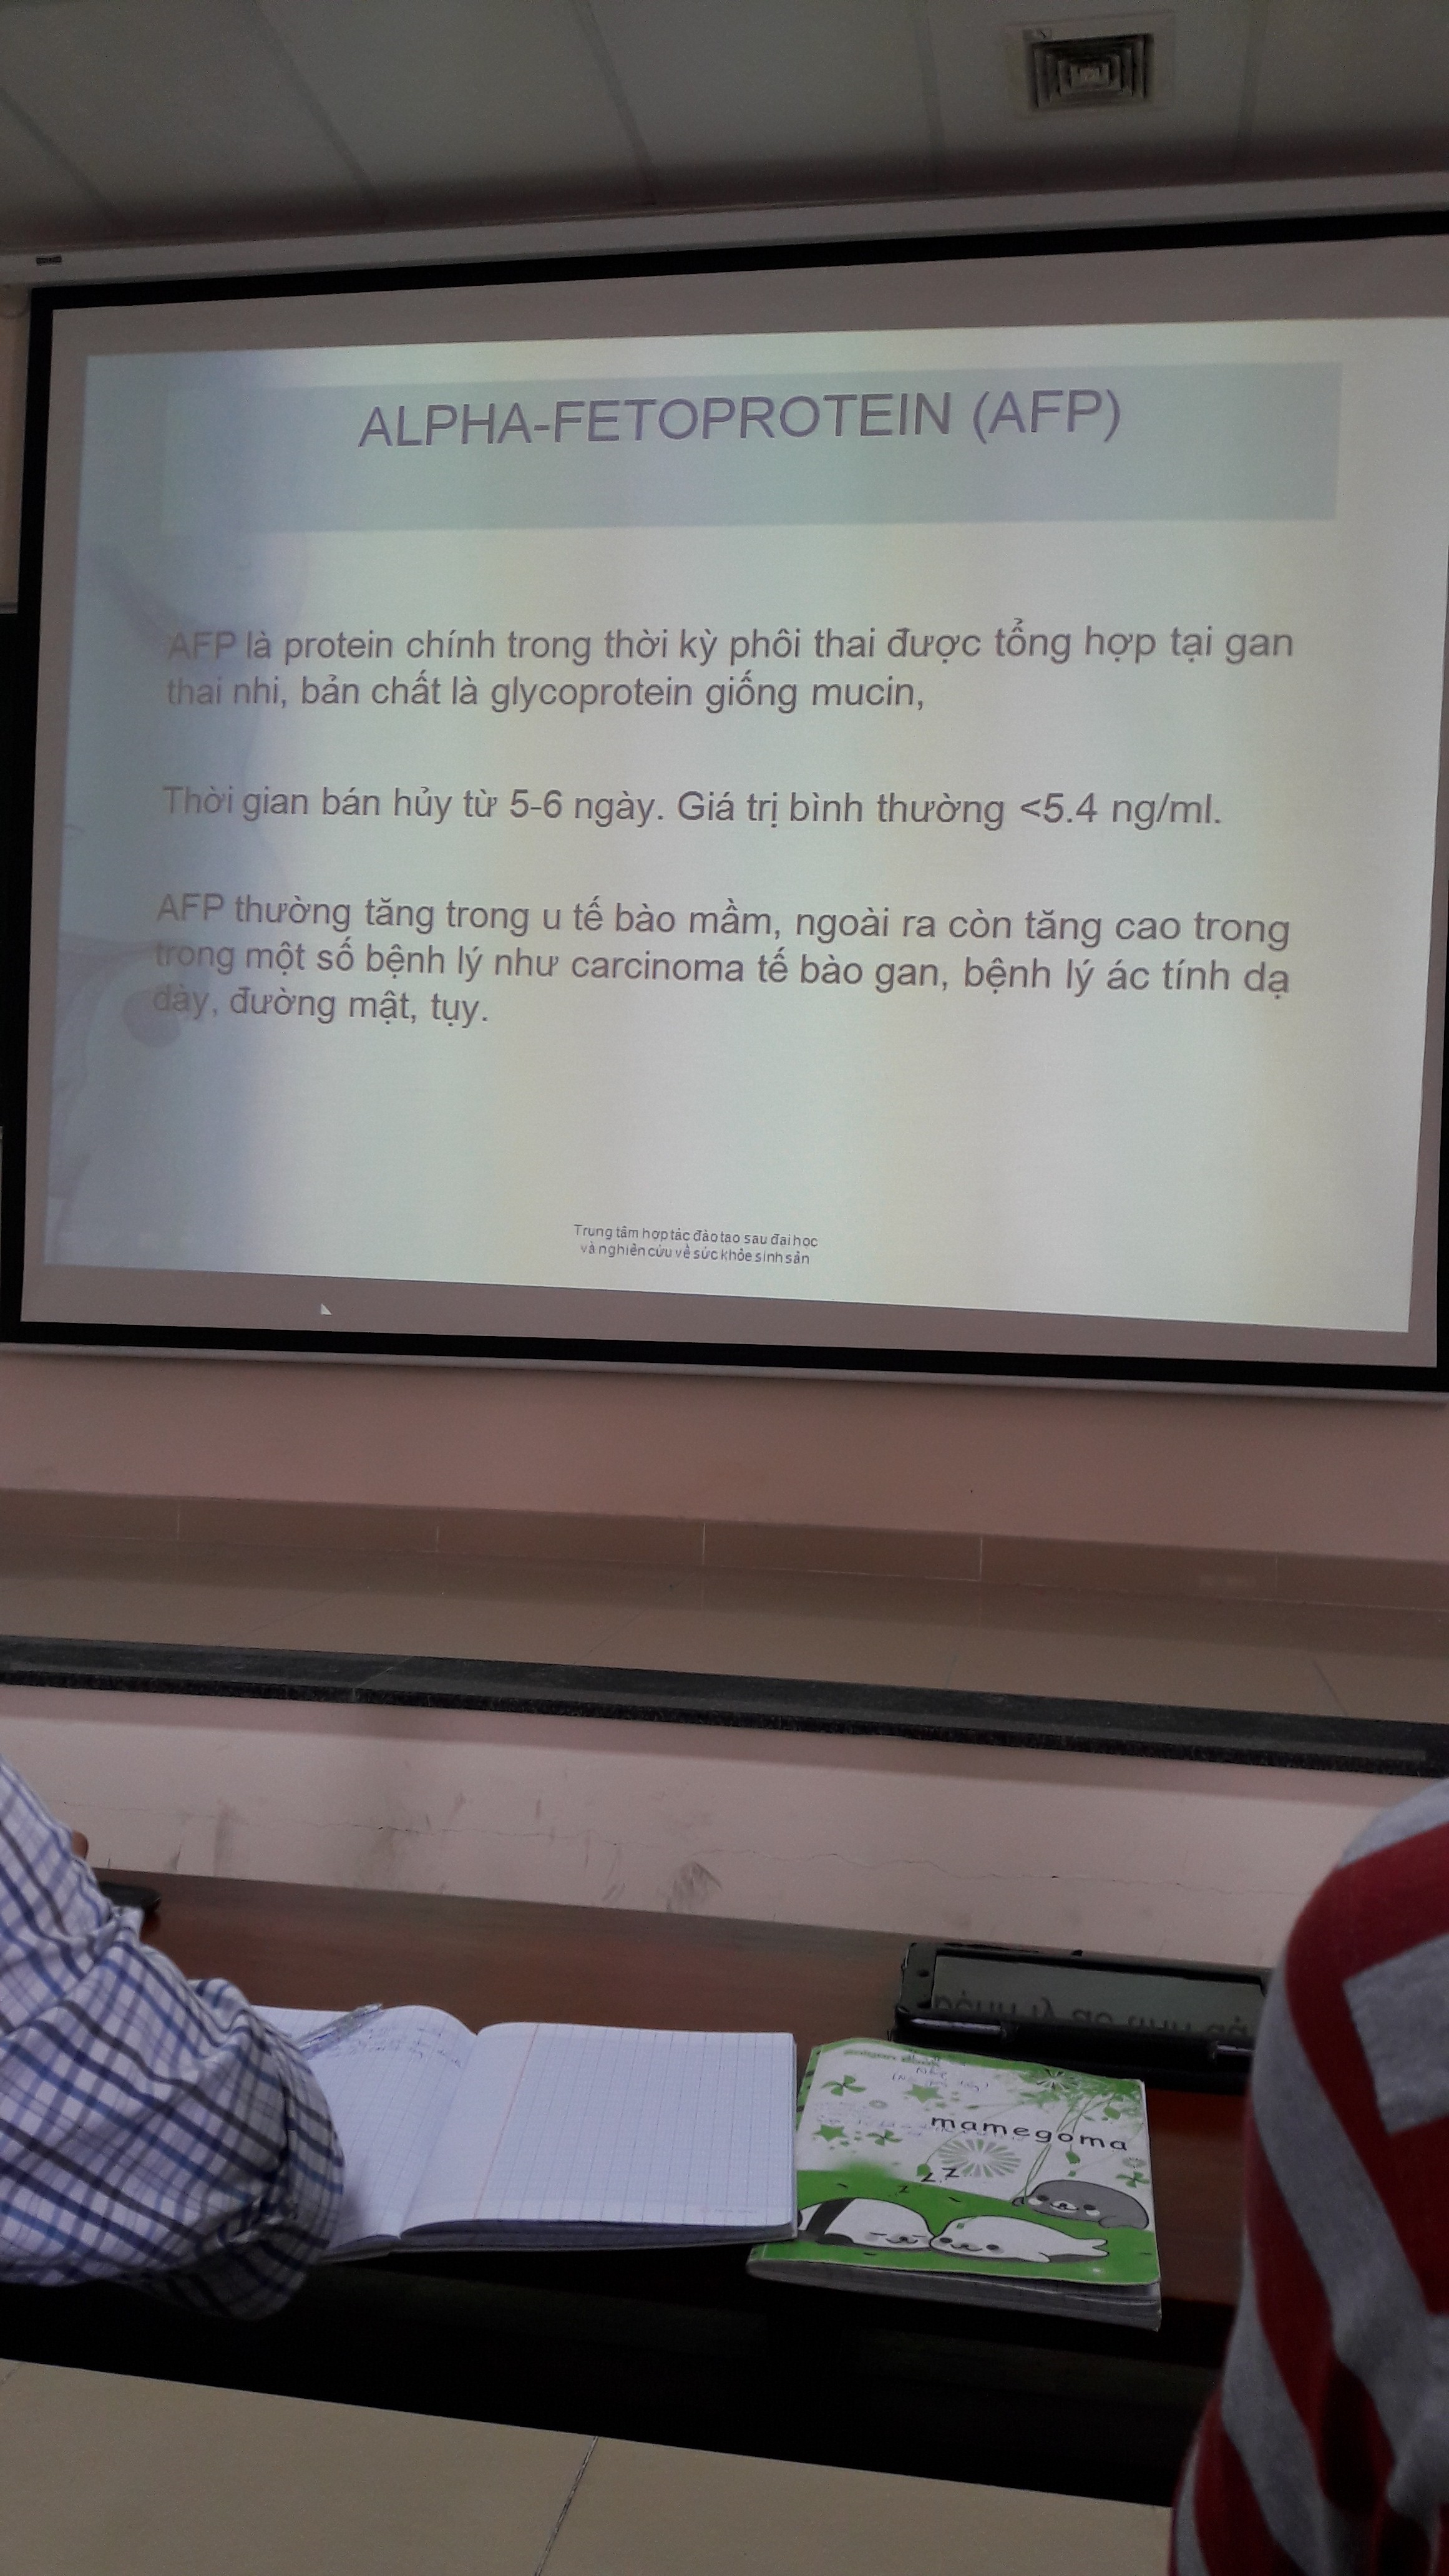 ALPHA-FETOPROTEIN (AFP)
AFP là protein chính trong thời kỳ phôi thai được tổng hợp tại gan
thai nhi, bản chất là glycoprotein giống mucin,
Thời gian bán hủy từ 5-6 ngày. Giá trị bình thường <5.4 ng/ml.
AFP thường tăng trong u tế bào mầm, ngoài ra còn tăng cao trong
trong một số bệnh lý như carcinoma tế bào gan, bệnh lý ác tính dạ
dày, đường mật, tụy.
Trung tâm hợp tác đào tao sau đai học
và nghiên cứu về sức khỏe sinh sản
mamegoma
z z
z